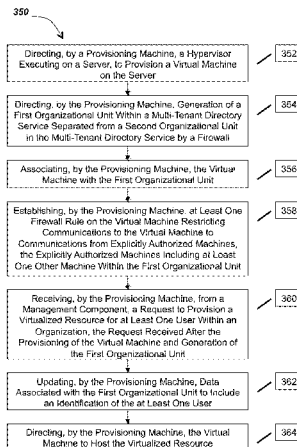 350
Directing, by a Provisioning Machine, a Hypervisor
Executing on a Server, to Provision a Virtual Machine
on the Server
352
Directing, by the Provisioning Machine, Generation of a
First Organizational Unit Within a Multi-Tenant Directory
Service Separated from a Second Organizational Unit
in the Multi-Tenant Directory Service by a Firewall
354
Associating, by the Provisioning Machine, the Virtual
Machine with the First Organizational Unit
356
Establishing, by the Provisioning Machine, at Least One
Firewall Rule on the Virtual Machine Restricting
Communications to the Virtual Machine to
Communications from Explicitly Authorized Machines,
the Explicitly Authorized Machines Including at Least
One Other Machine Within the First Organizational Unit
358
Receiving, by the Provisioning Machine, from a
Management Component, a Request to Provision a
Virtualized Resource for at Least One User Within an
Organization, the Request Received After the
Provisioning of the Virtual Machine and Generation of
the First Organizational Unit
360
Updating, by the Provisioning Machine, Data
Associated with the First Organizational Unit to Include
an Identification of the at Least One User
362
Directing, by the Provisioning Machine, the Virtual
Machine to Host the Virtualized Resource
364